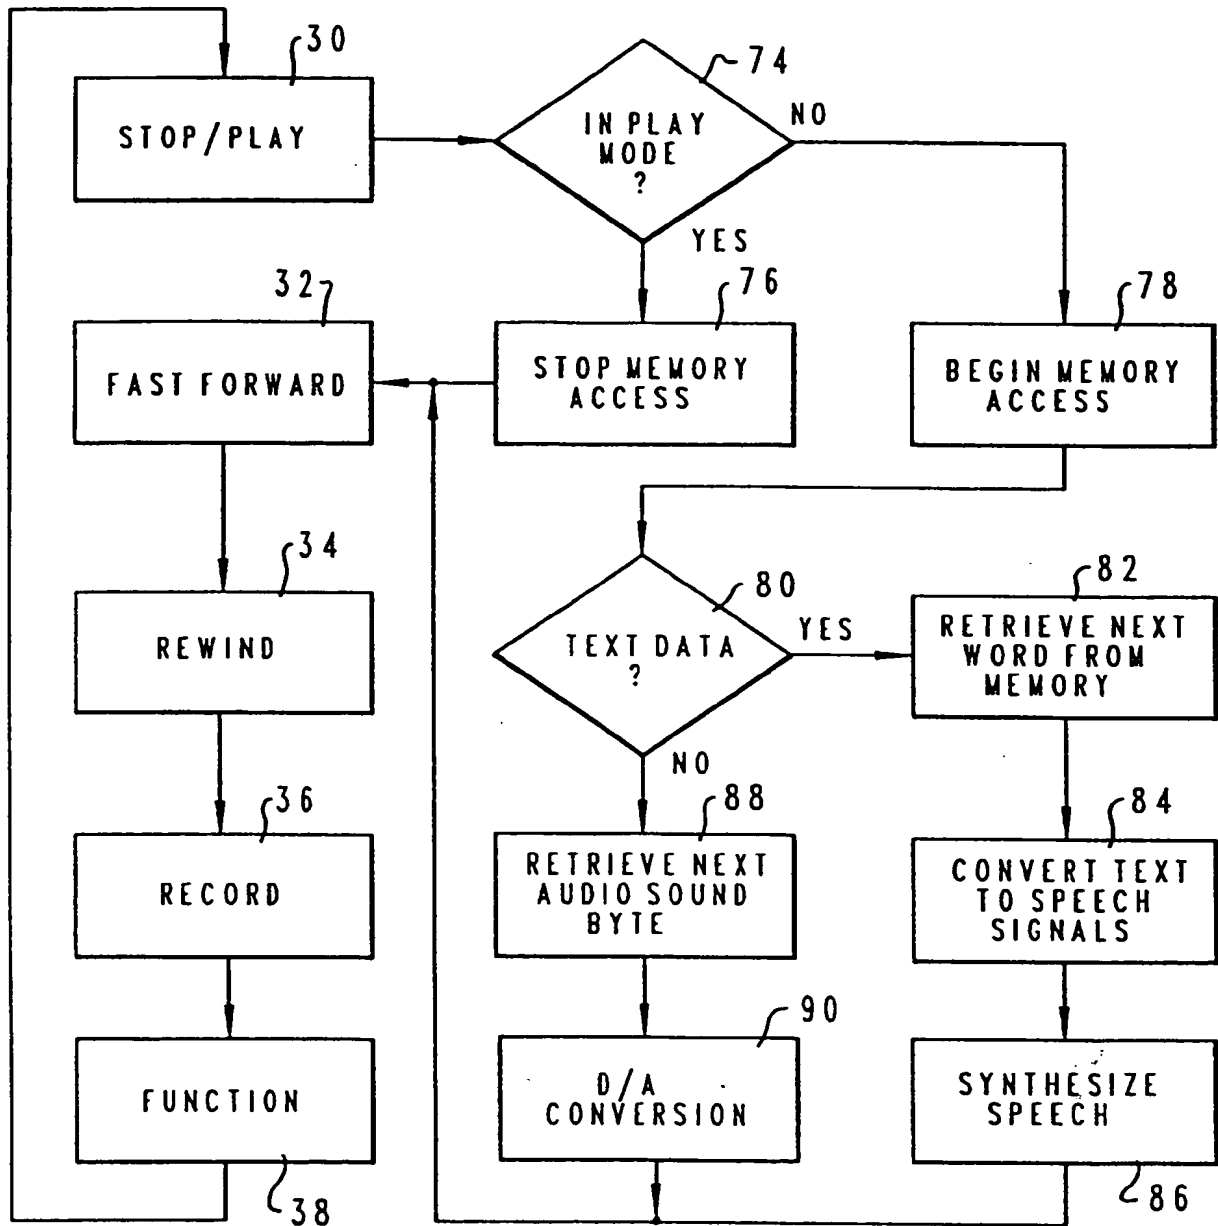 30
STOP/PLAY
74
IN PLAY
MODE
?
NO
YES
32
FAST FORWARD
76
STOP MEMORY
ACCESS
78
BEGIN MEMORY
ACCESS
34
REWIND
80
TEXT DATA
?
YES
NO
82
RETRIEVE NEXT
WORD FROM
MEMORY
36
RECORD
88
RETRIEVE NEXT
AUDIO SOUND
BYTE
84
CONVERT TEXT
TO SPEECH
SIGNALS
FUNCTION
38
90
D/A
CONVERSION
SYNTHESIZE
SPEECH
86